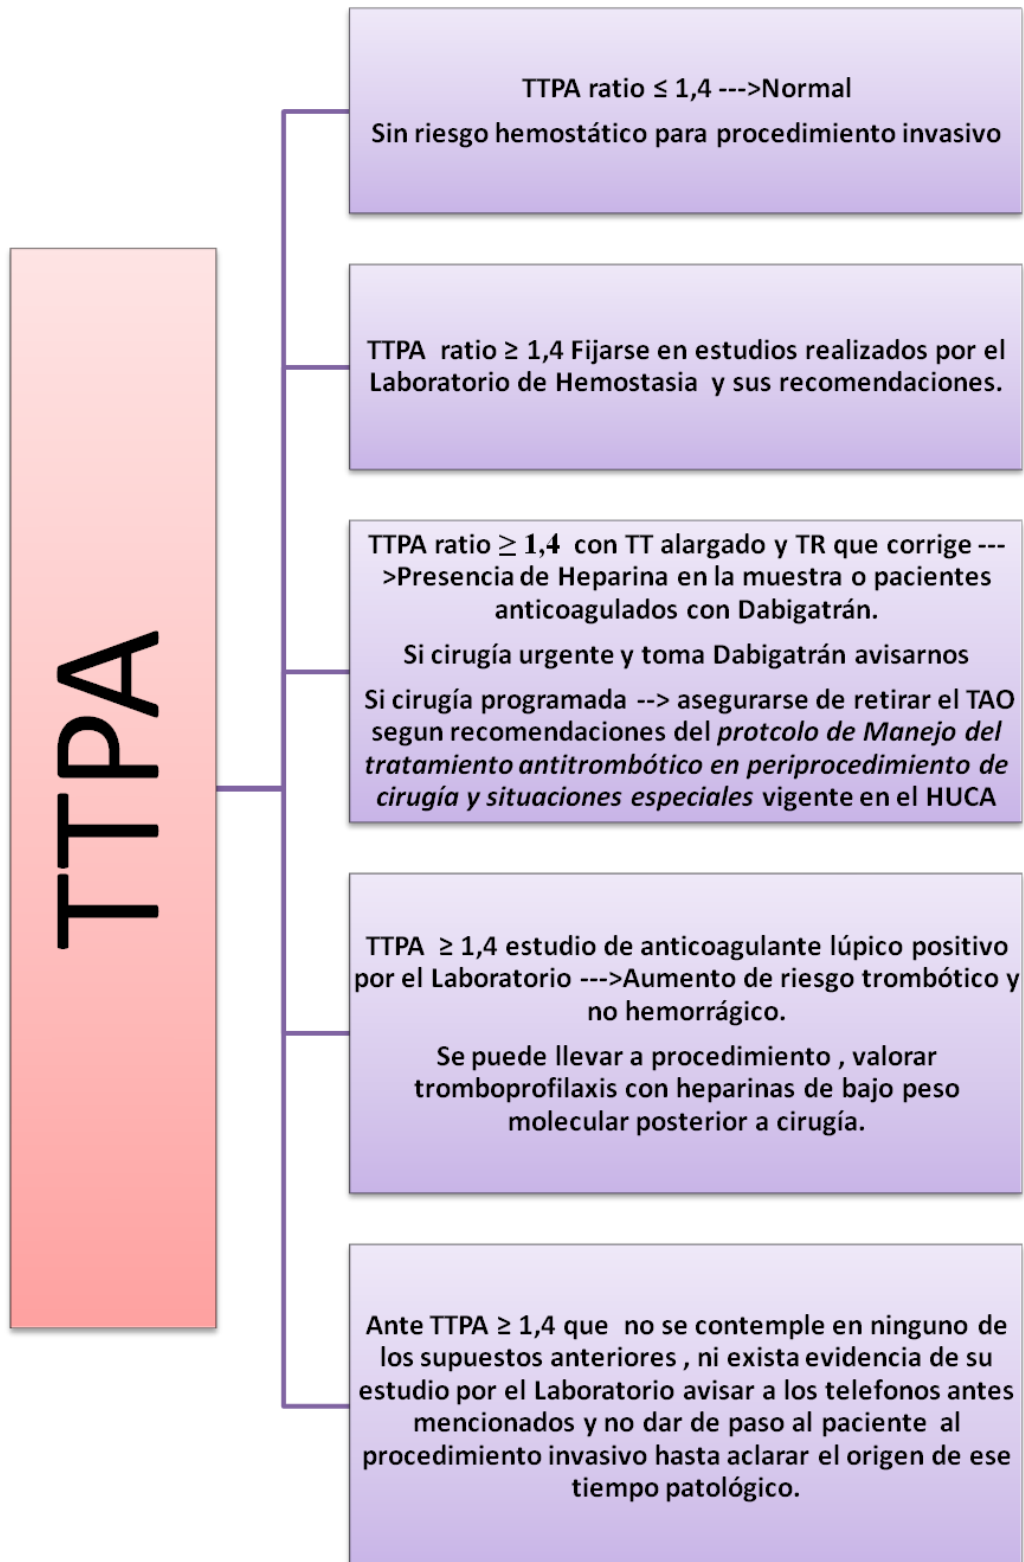 TTPA
TTPA ratio ≤ 1,4 --->Normal
Sin riesgo hemostático para procedimiento invasivo
TTPA  ratio ≥ 1,4 Fijarse en estudios realizados por el
Laboratorio de Hemostasia  y sus recomendaciones.
TTPA ratio ≥ 1,4  con TT alargado y TR que corrige ---
>Presencia de Heparina en la muestra o pacientes
anticoagulados con Dabigatrán.
Si cirugía urgente y toma Dabigatrán avisarnos
Si cirugía programada --> asegurarse de retirar el TAO
segun recomendaciones del protcolo de Manejo del
tratamiento antitrombótico en periprocedimiento de
cirugía y situaciones especiales vigente en el HUCA
TTPA  ≥ 1,4 estudio de anticoagulante lúpico positivo
por el Laboratorio --->Aumento de riesgo trombótico y
no hemorrágico.
Se puede llevar a procedimiento , valorar
tromboprofilaxis con heparinas de bajo peso
molecular posterior a cirugía.
Ante TTPA ≥ 1,4 que  no se contemple en ninguno de
los supuestos anteriores , ni exista evidencia de su
estudio por el Laboratorio avisar a los telefonos antes
mencionados y no dar de paso al paciente  al
procedimiento invasivo hasta aclarar el origen de ese
tiempo patológico.